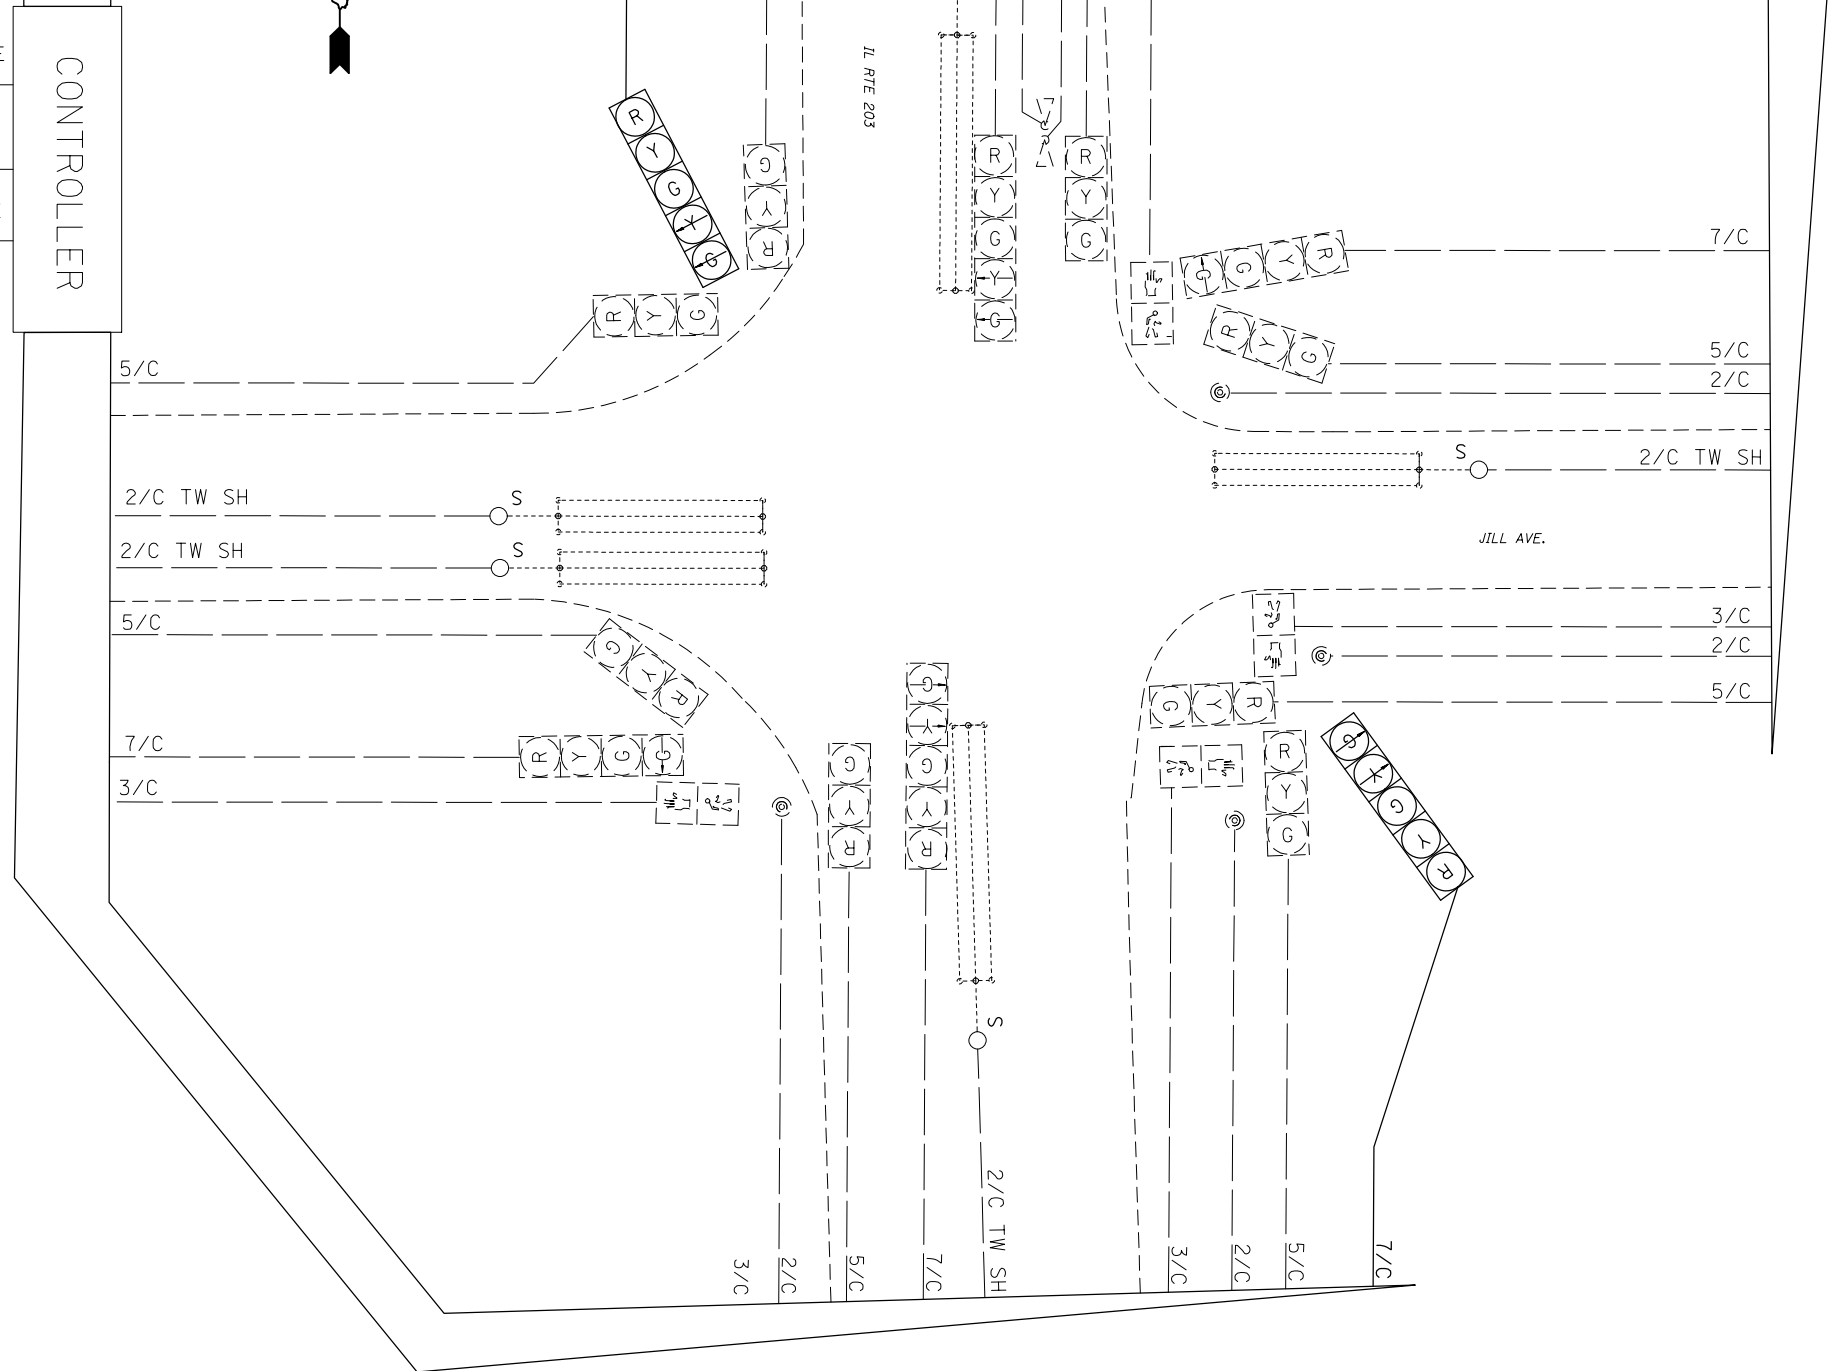 CONTROLLER
IL RTE 203
R Y G Y G
G Y R
R Y G Y G
R Y G
R Y G
G G Y R
R Y G
7/C
5/C
2/C
5/C
S
2/C TW SH
2/C TW SH
S
2/C TW SH
S
JILL AVE.
5/C
G Y R
3/C
2/C
G Y R
5/C
7/C
R Y G G
3/C
G Y R
G Y G Y R
R Y G
G Y G Y R
S
2/C TW SH
3/C
2/C
5/C
7/C
3/C
2/C
5/C
7/C